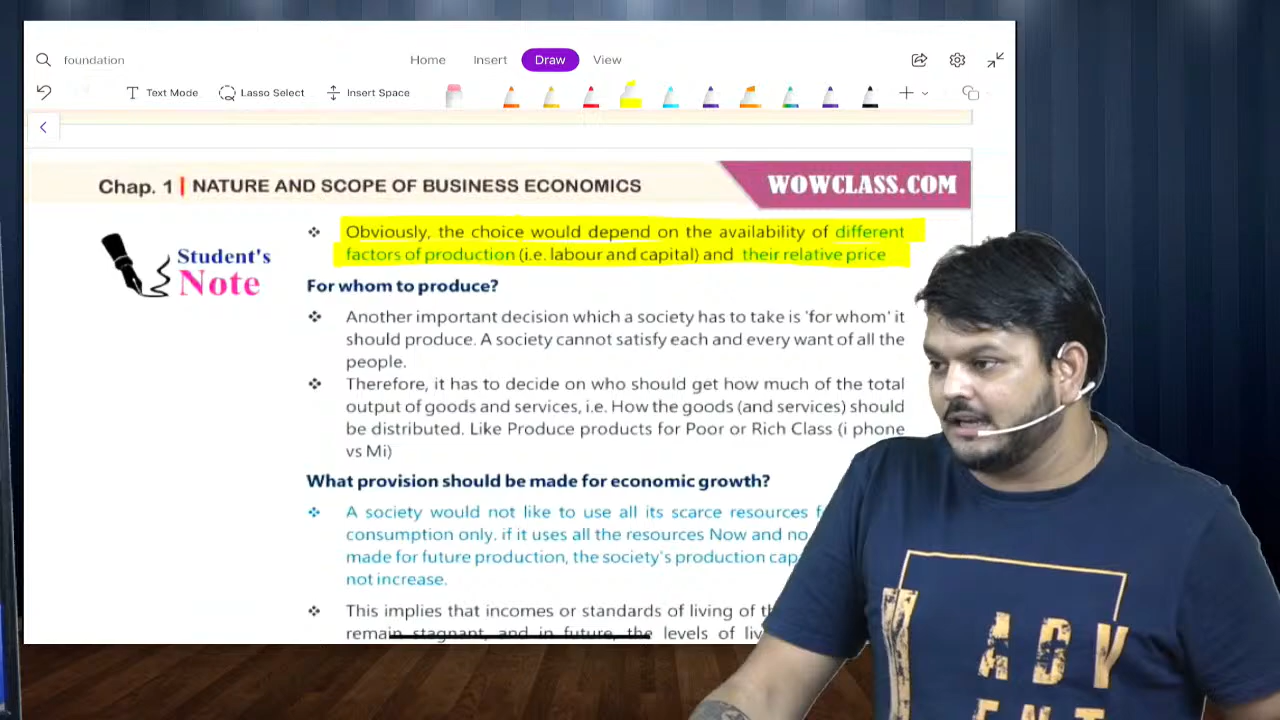 foundation
Home Insert Draw View
Text Mode Lasso Select Insert Space
Chap. 1 | NATURE AND SCOPE OF BUSINESS ECONOMICS
WOWCLASS.COM
Student's
Note
❖ Obviously, the choice would depend on the availability of different
factors of production (i.e. labour and capital) and their relative price
For whom to produce?
❖ Another important decision which a society has to take is 'for whom' it
should produce. A society cannot satisfy each and every want of all the
people.
❖ Therefore, it has to decide on who should get how much of the total
output of goods and services, i.e. How the goods (and services) should
be distributed. Like Produce products for Poor or Rich Class (i phone
vs Mi)
What provision should be made for economic growth?
❖ A society would not like to use all its scarce resources
consumption only. if it uses all the resources Now and no
made for future production, the society's production
not increase.
❖ This implies that incomes or standards of living of
remain stagnant, and in future, the levels of